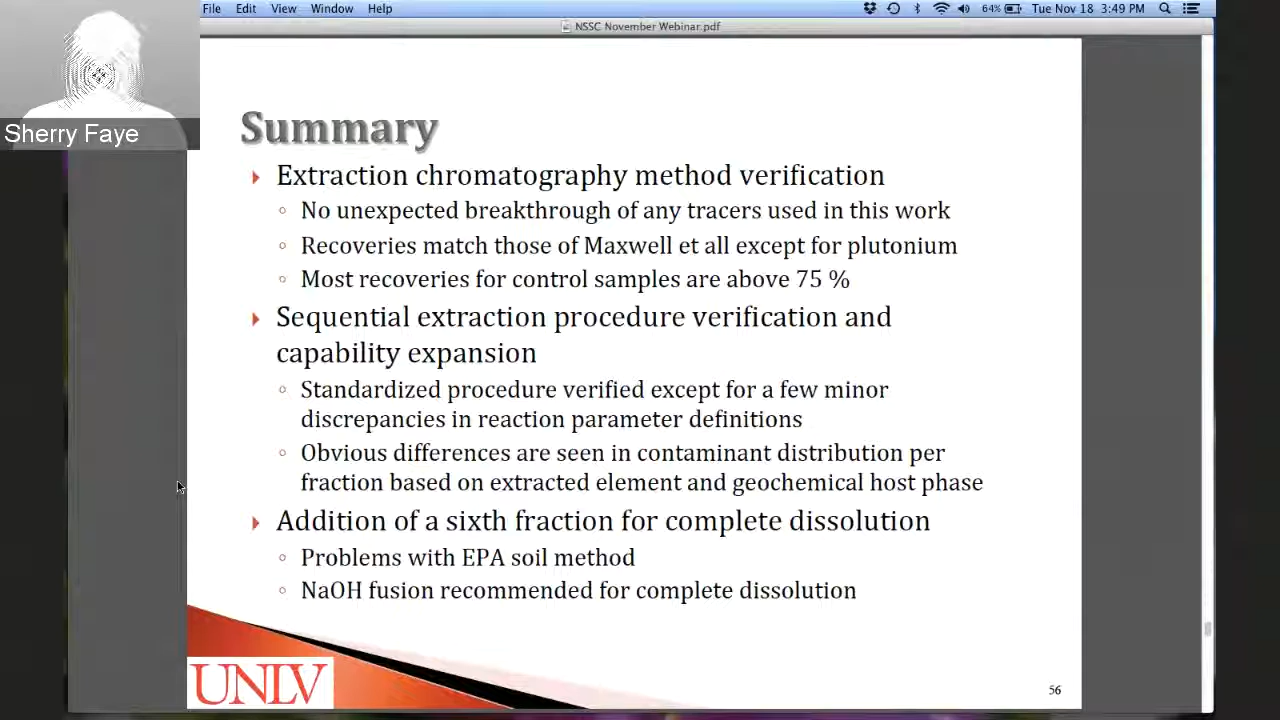 File Edit View Window Help
64% Tue Nov 18 3:49 PM
NSSC November Webinar.pdf
Sherry Faye
Summary
Extraction chromatography method verification
No unexpected breakthrough of any tracers used in this work
Recoveries match those of Maxwell et all except for plutonium
Most recoveries for control samples are above 75 %
Sequential extraction procedure verification and
capability expansion
Standardized procedure verified except for a few minor
discrepancies in reaction parameter definitions
Obvious differences are seen in contaminant distribution per
fraction based on extracted element and geochemical host phase
Addition of a sixth fraction for complete dissolution
Problems with EPA soil method
NaOH fusion recommended for complete dissolution
UNLV
56